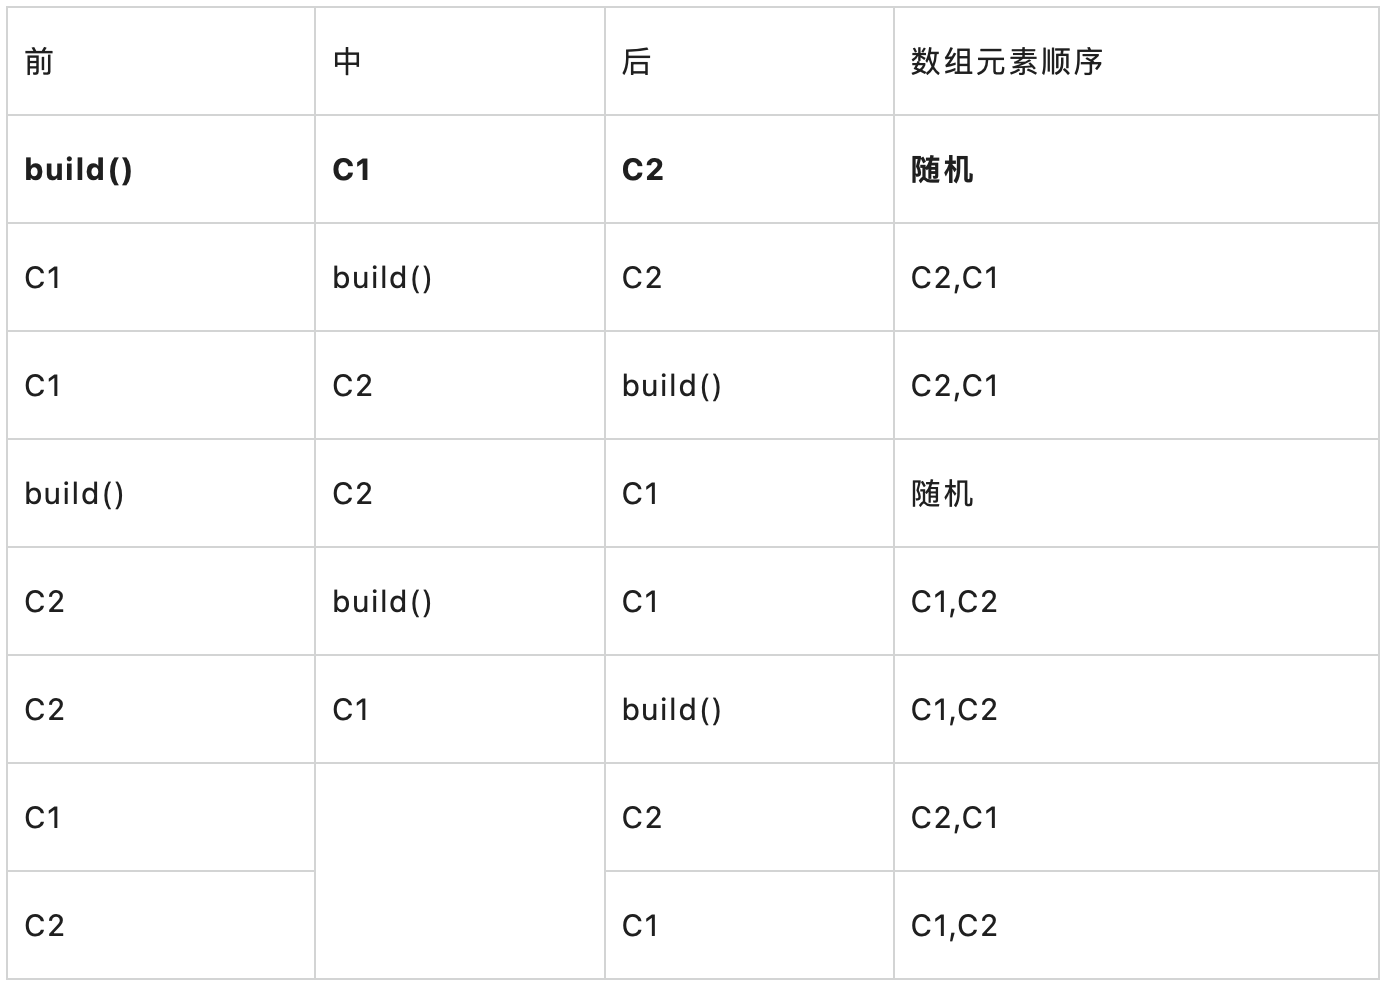 前 中 后 数组元素顺序
build() C1 C2 随机
C1 build() C2 C2,C1
C1 C2 build() C2,C1
build() C2 C1 随机
C2 build() C1 C1,C2
C2 C1 build() C1,C2
C1 C2 C2,C1
C2 C1 C1,C2